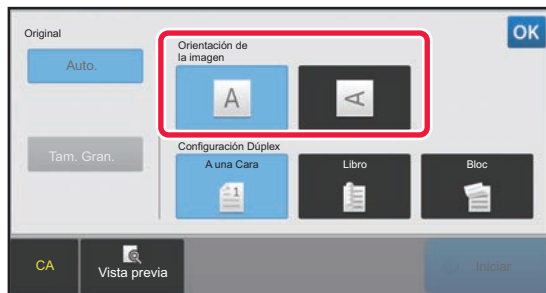 Original
Auto.
Tam. Gran.
Orientación de
la imagen
A
A
OK
Configuración Dúplex
A una Cara
1
Libro
Bloc
CA
Vista previa
Iniciar